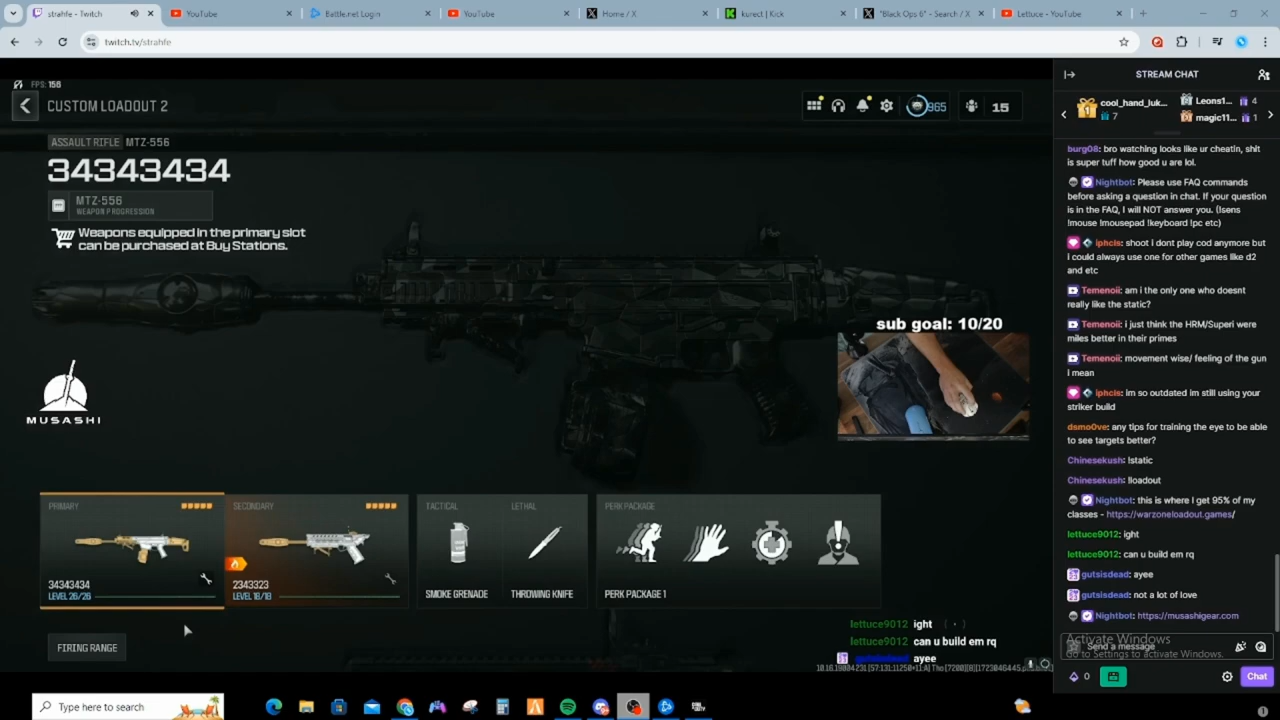 strahfe - Twitch
YouTube
Battle.net Login
YouTube
Home / X
kurect | Kick
"Black Ops 6" - Search / X
Lettuce - YouTube
twitch.tv/strahfe
FPS: 156
CUSTOM LOADOUT 2
965
15
ASSAULT RIFLE MTZ-556
34343434
MTZ-556
WEAPON PROGRESSION
Weapons equipped in the primary slot
can be purchased at Buy Stations.
sub goal: 10/20
MUSASHI
PRIMARY
34343434
LEVEL 26/26
SECONDARY
2343323
LEVEL 18/18
TACTICAL
SMOKE GRENADE
LETHAL
THROWING KNIFE
PERK PACKAGE
PERK PACKAGE 1
FIRING RANGE
lettuce9012 ight
lettuce9012 can u build em rq
gutsisdead ayee
STREAM CHAT
cool_hand_luk...
7
Leons1... 4
magic11... 1
burg08: bro watching looks like ur cheatin, shit
is super tuff how good u are lol.
Nightbot: Please use FAQ commands
before asking a question in chat. If your question
is in the FAQ, I will NOT answer you. (!sens
!mouse !mousepad !keyboard !pc etc)
iphcis: shoot i dont play cod anymore but
i could always use one for other games like d2
and etc
Temenoii: am i the only one who doesnt
really like the static?
Temenoii: i just think the HRM/Superi were
miles better in their primes
Temenoii: movement wise/ feeling of the gun
I mean
iphcis: im so outdated im still using your
striker build
dsmo0ve: any tips for training the eye to be able
to see targets better?
Chinesekush: !static
Chinesekush: !loadout
Nightbot: this is where I get 95% of my
classes - https://warzoneloadout.games/
lettuce9012: ight
lettuce9012: can u build em rq
gutsisdead: ayee
gutsisdead: not a lot of love
Nightbot: https://musashigear.com
Send a message
Activate Windows
Go to Settings to activate Windows.
0
Chat
Type here to search